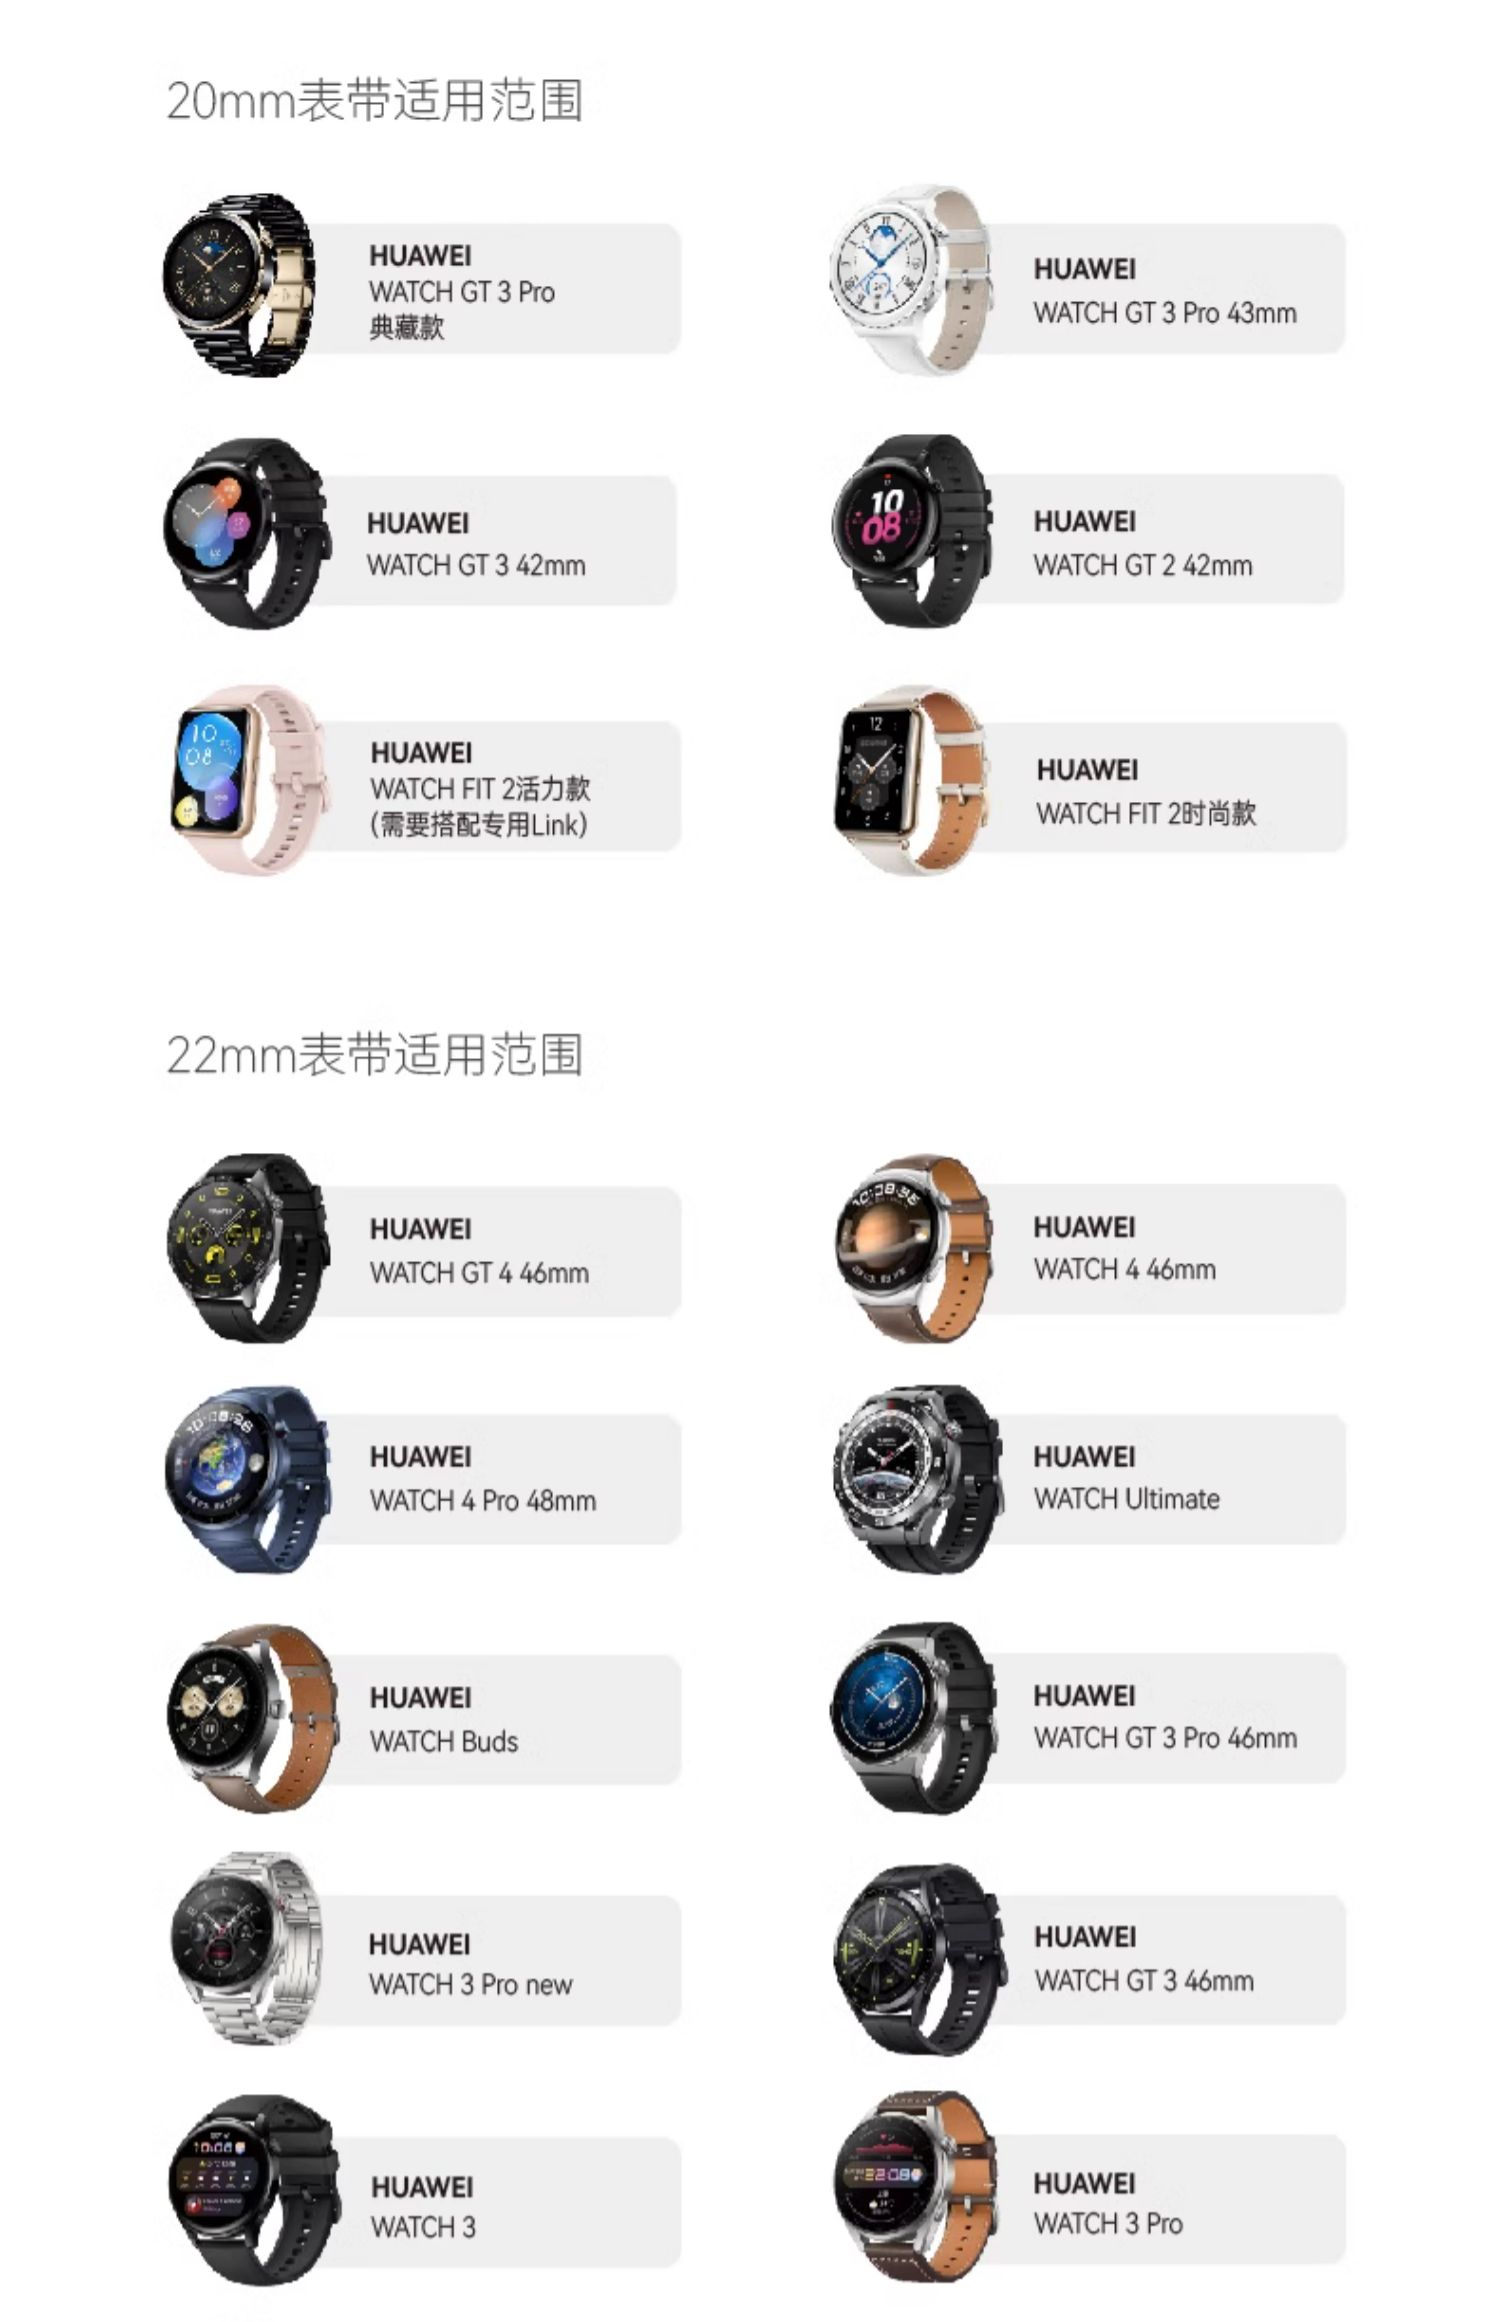 20mm表带适用范围
HUAWEI
WATCH GT 3 Pro
典藏款
HUAWEI
WATCH GT 3 Pro 43mm
HUAWEI
WATCH GT 3 42mm
HUAWEI
WATCH GT 2 42mm
10
08
HUAWEI
WATCH FIT 2活力款
(需要搭配专用Link)
10
08
HUAWEI
WATCH FIT 2时尚款
12
22mm表带适用范围
HUAWEI
WATCH GT 4 46mm
HUAWEI
WATCH 4 46mm
HUAWEI
WATCH 4 Pro 48mm
HUAWEI
WATCH Ultimate
HUAWEI
WATCH Buds
HUAWEI
WATCH GT 3 Pro 46mm
HUAWEI
WATCH 3 Pro new
HUAWEI
WATCH GT 3 46mm
HUAWEI
WATCH 3
HUAWEI
WATCH 3 Pro